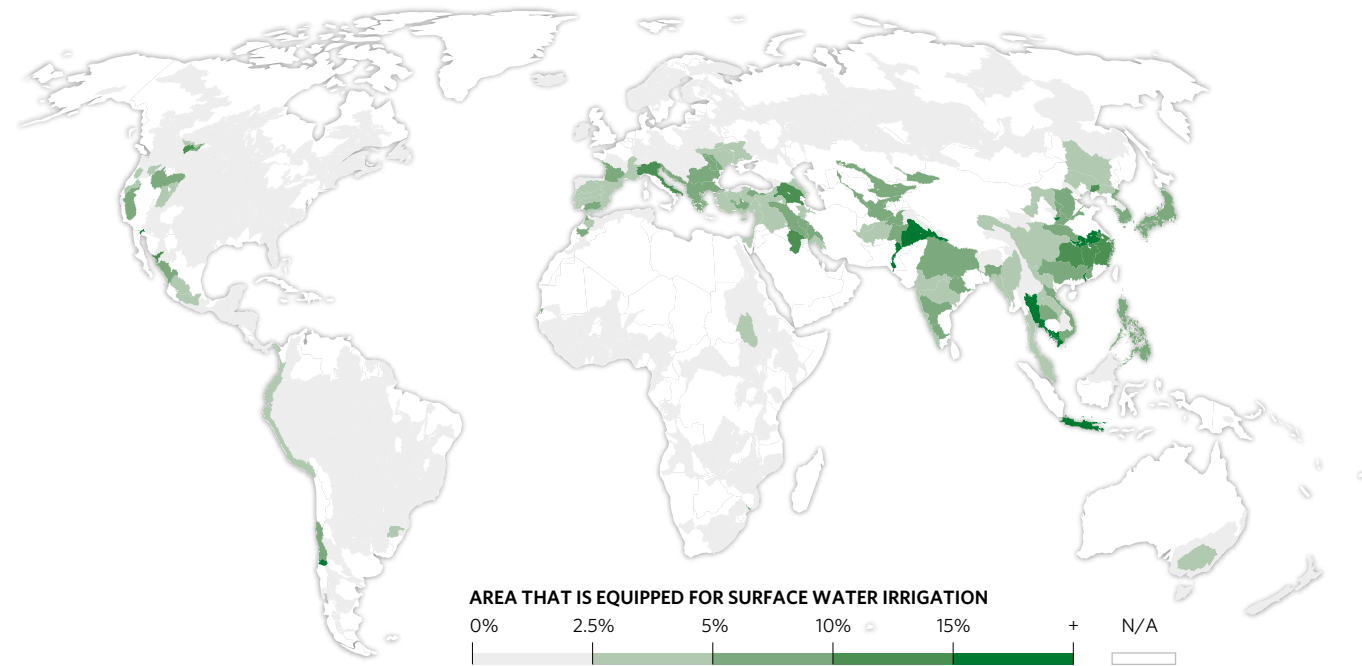 AREA THAT IS EQUIPPED FOR SURFACE WATER IRRIGATION
0% 2.5% 5% 10% 15% + N/A